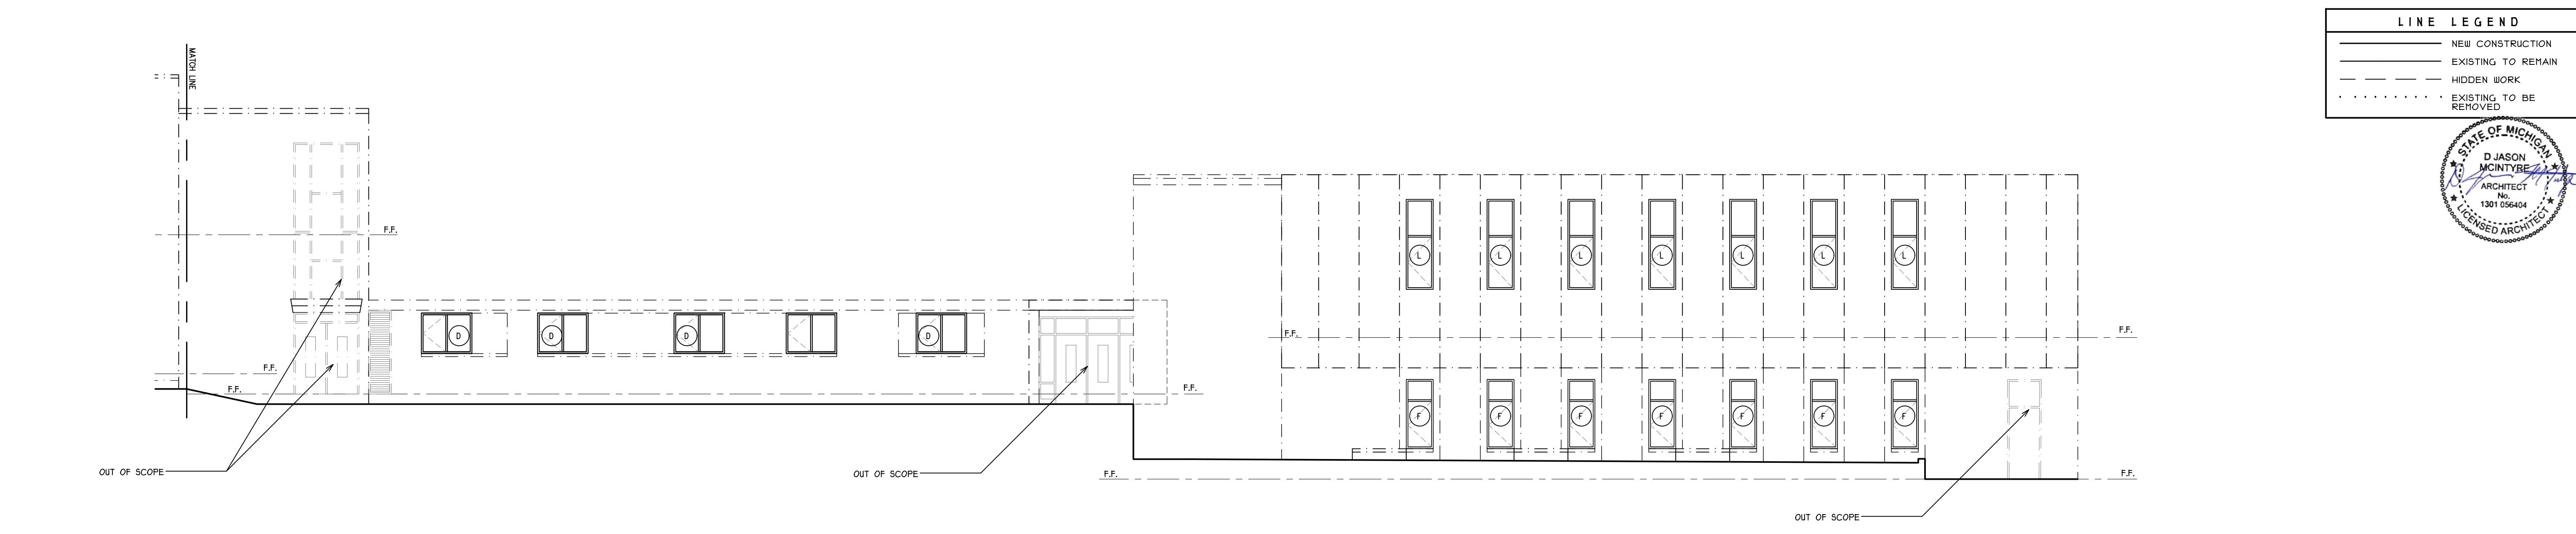 LINE LEGEND
NEW CONSTRUCTION
EXISTING TO REMAIN
HIDDEN WORK
EXISTING TO BE
REMOVED
STATE OF MICHIGAN
D JASON
MCINTYRE
ARCHITECT
No.
1301 056404
LICENSED ARCHITECT
MATCH LINE
F.F.
F.F.
F.F.
L L L L L L L
F.F.
F.F.
D D D D
F.F.
F F F F F F F
OUT OF SCOPE
OUT OF SCOPE
F.F.
F.F.
OUT OF SCOPE